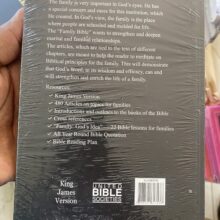 The family is very important in God's eyes. He has
a special concern and esteem for this institution, which
He created. In God's view, the family is the place
where people are schooled and molded for life.
The "Family Bible" wants to strengthen and deepen
marital and familial relationships.
The articles, which are tied to the texts of different
chapters, are meant to help the reader to meditate on
Biblical principles for the family. This will demonstrate
that God's Word, in its wisdom and efficacy, can and
will strengthen and enrich the life of a family.
Resources:
✓ King James Version
✓ 480 Articles on topics for families
✓ Introductions and outlines to the books of the Bible
✓ Cross references
✓ "Family: God's Idea" — 22 Bible lessons for families
✓ All Year Round Bible Quotation
✓ Bible Reading Plan
King
James
Version
UNITED
BIBLE
SOCIETIES